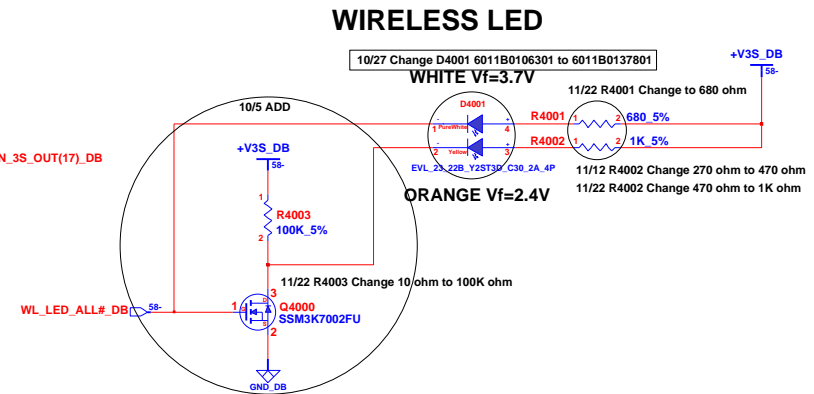 WIRELESS LED
10/27 Change D4001 6011B0106301 to 6011B0137801
+V3S_DB
58-
WHITE Vf=3.7V
11/22 R4001 Change to 680 ohm
10/5 ADD
D4001
R4001
680_5%
1 - PureWhite + 4
1 2
R4002
1K_5%
2 - Yellow + 3
1 2
EVL_23_22B_Y2ST3D_C30_2A_4P
N_3S_OUT(17)_DB
+V3S_DB
58-
11/12 R4002 Change 270 ohm to 470 ohm
11/22 R4002 Change 470 ohm to 1K ohm
ORANGE Vf=2.4V
1
R4003
100K_5%
2
11/22 R4003 Change 10 ohm to 100K ohm
WL_LED_ALL#_DB
58-
1
3
D
G
S
2
Q4000
SSM3K7002FU
GND_DB